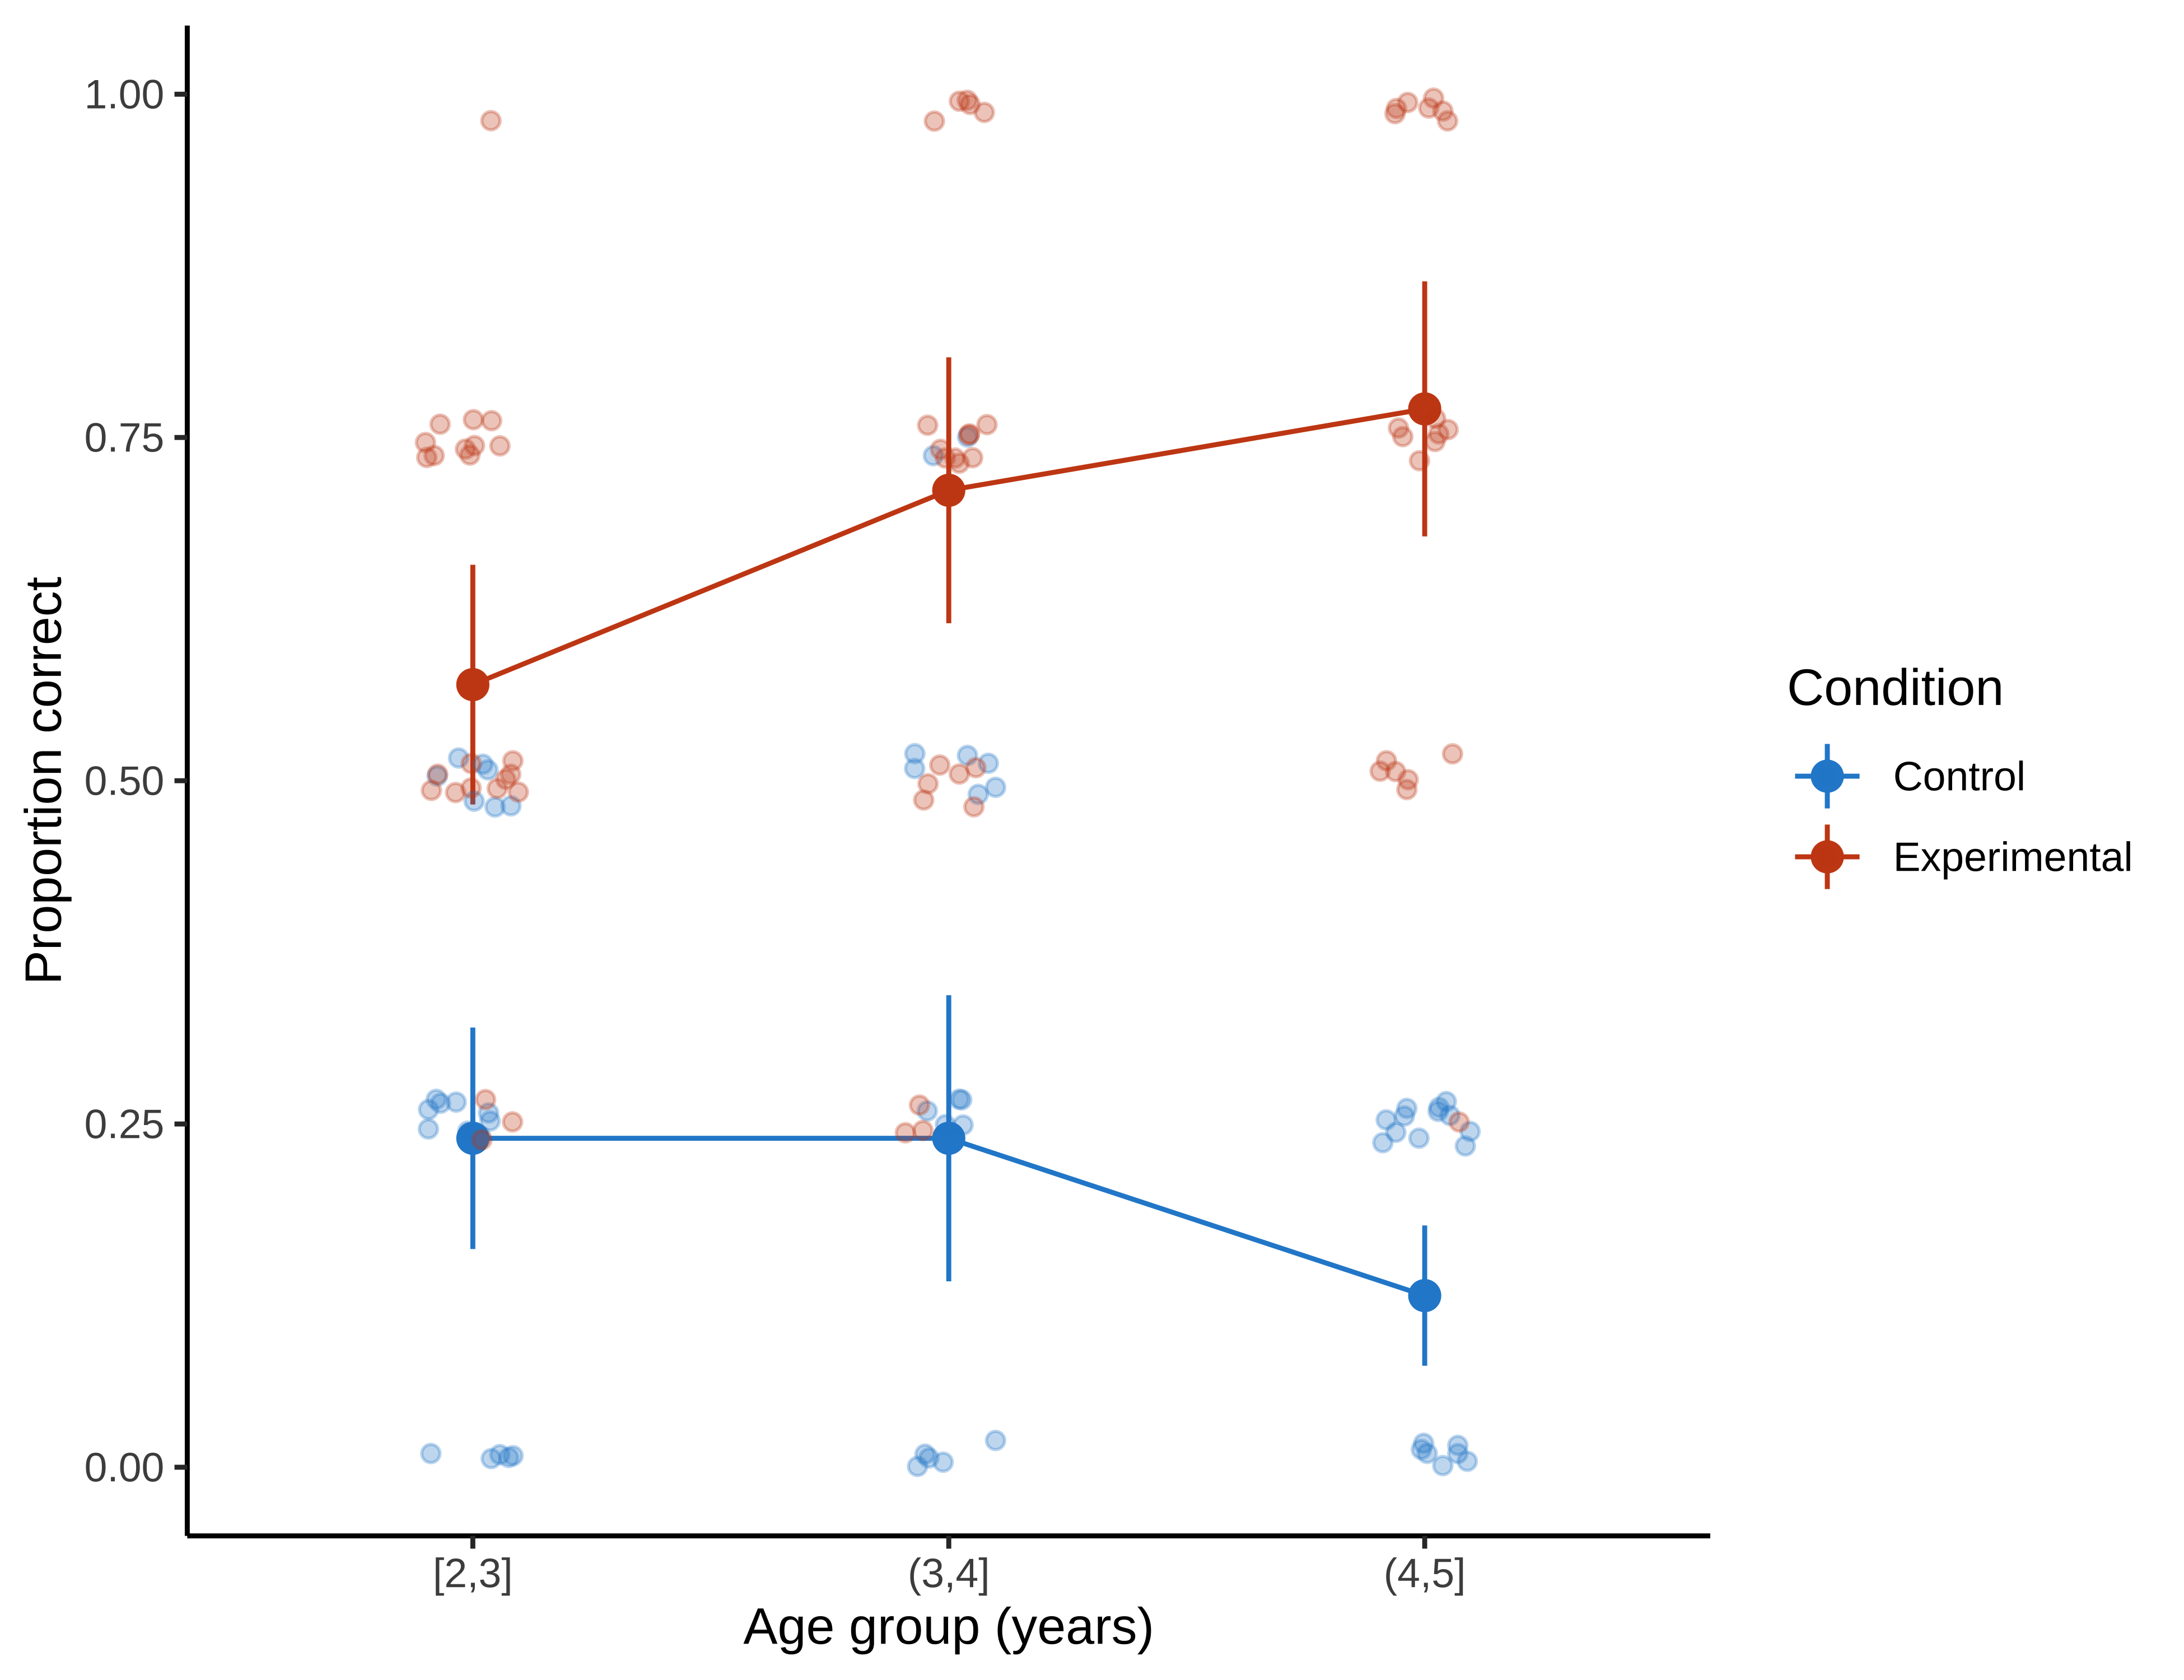 1.00
0.75
0.50
0.25
0.00
Proportion correct
[2,3]
(3,4]
(4,5]
Age group (years)
Condition
Control
Experimental